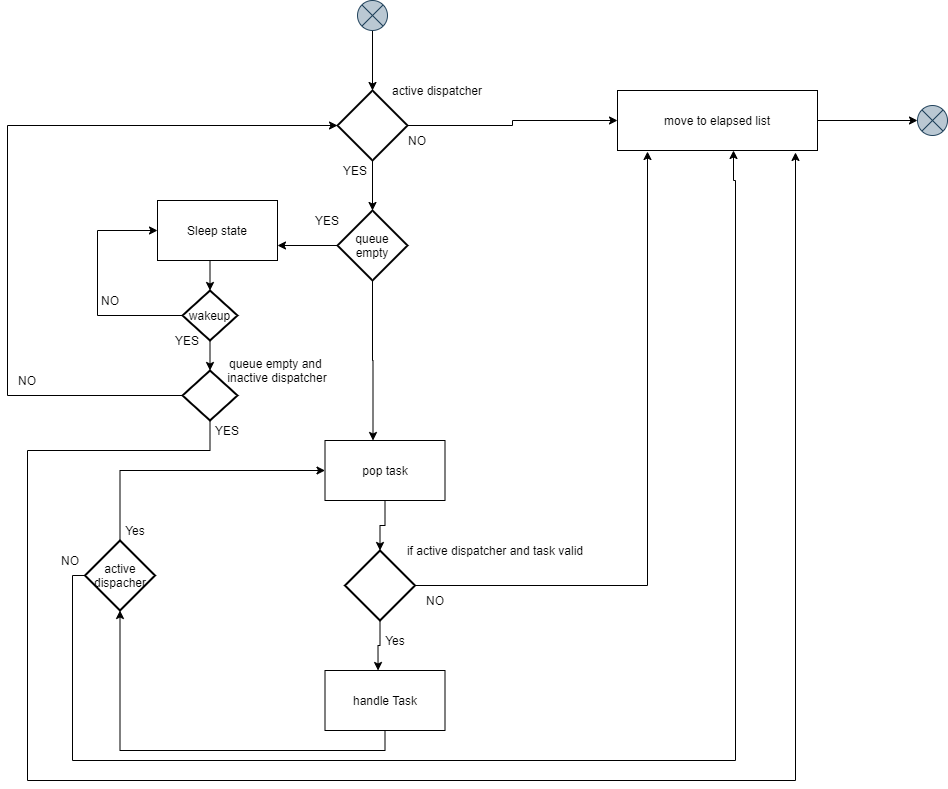 active dispatcher
NO
move to elapsed list
YES
YES
queue
empty
Sleep state
NO
wakeup
YES
queue empty and
inactive dispatcher
NO
YES
pop task
Yes
if active dispatcher and task valid
NO
active
dispacher
NO
Yes
handle Task